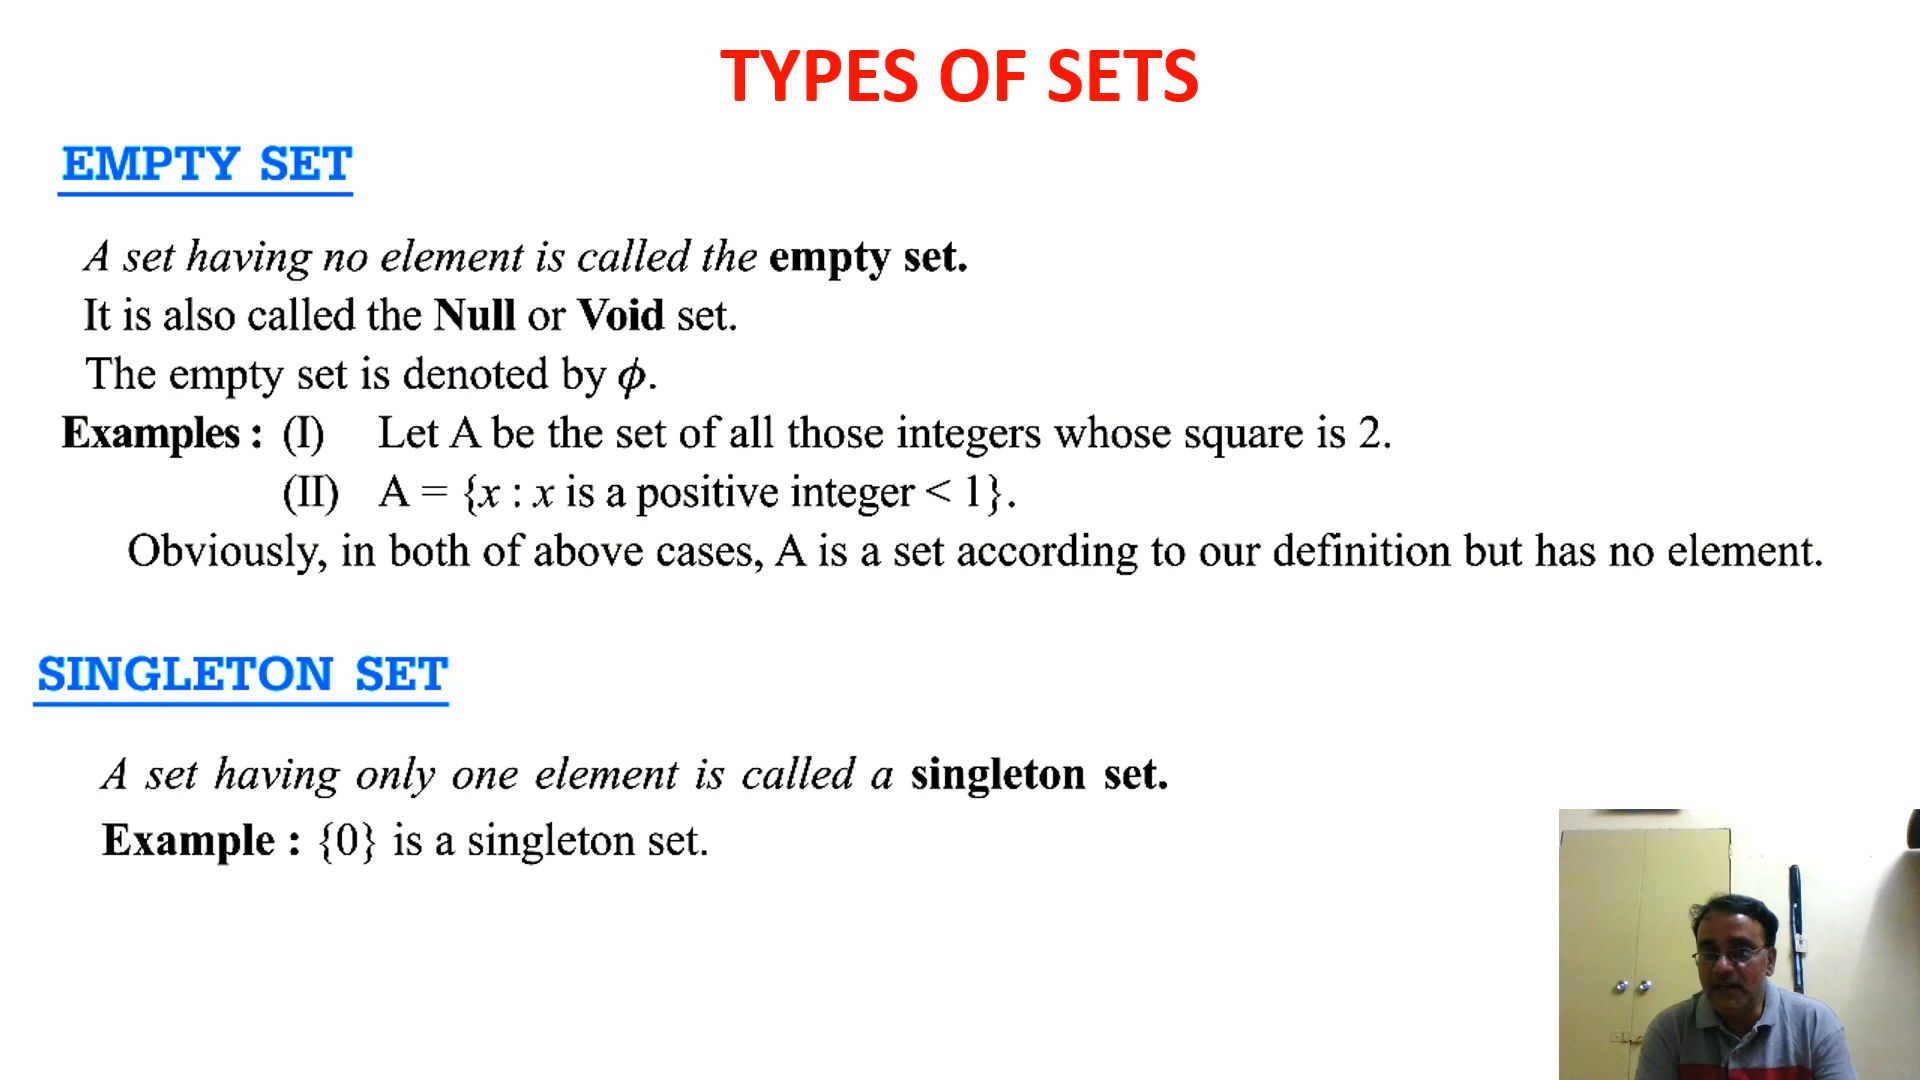 TYPES OF SETS
EMPTY SET
A set having no element is called the empty set.
It is also called the Null or Void set.
The empty set is denoted by ϕ.
Examples : (I) Let A be the set of all those integers whose square is 2.
(II) A = {x : x is a positive integer < 1}.
Obviously, in both of above cases, A is a set according to our definition but has no element.
SINGLETON SET
A set having only one element is called a singleton set.
Example : {0} is a singleton set.